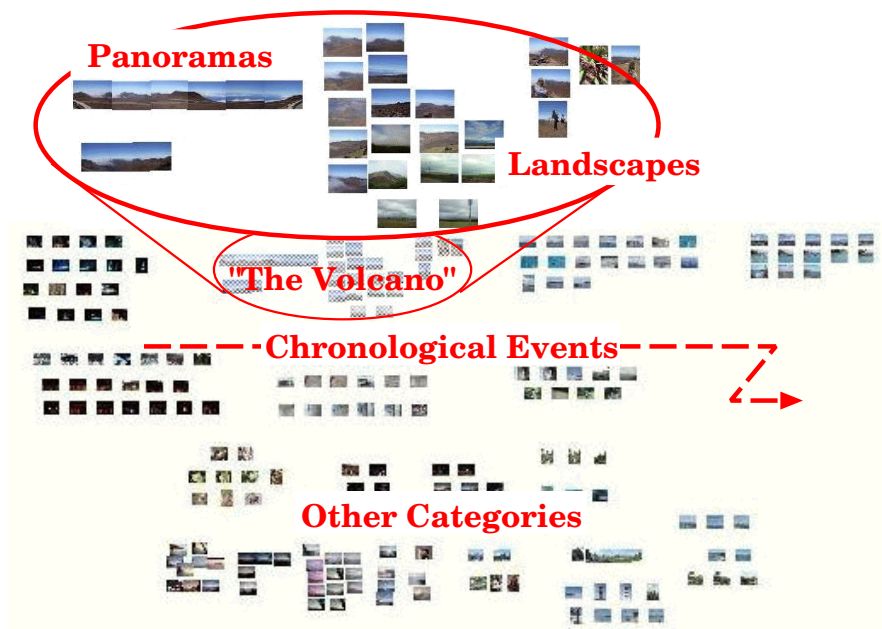 Panoramas
Landscapes
"The Volcano"
Chronological Events
Other Categories